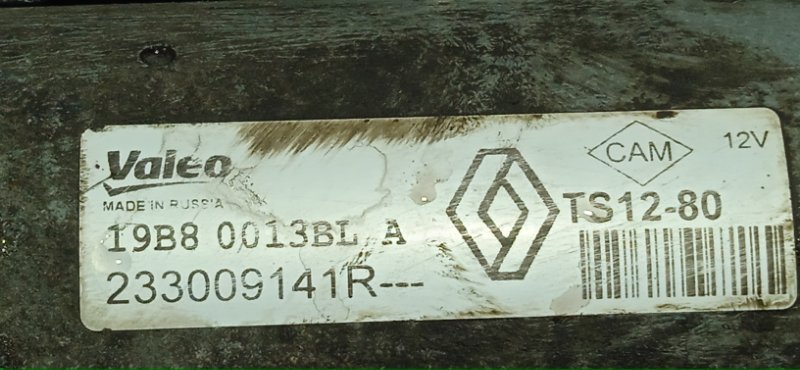 Valeo
MADE IN RUSSIA
19B8 0013BL A
233009141R---
CAM
12V
TS12-80